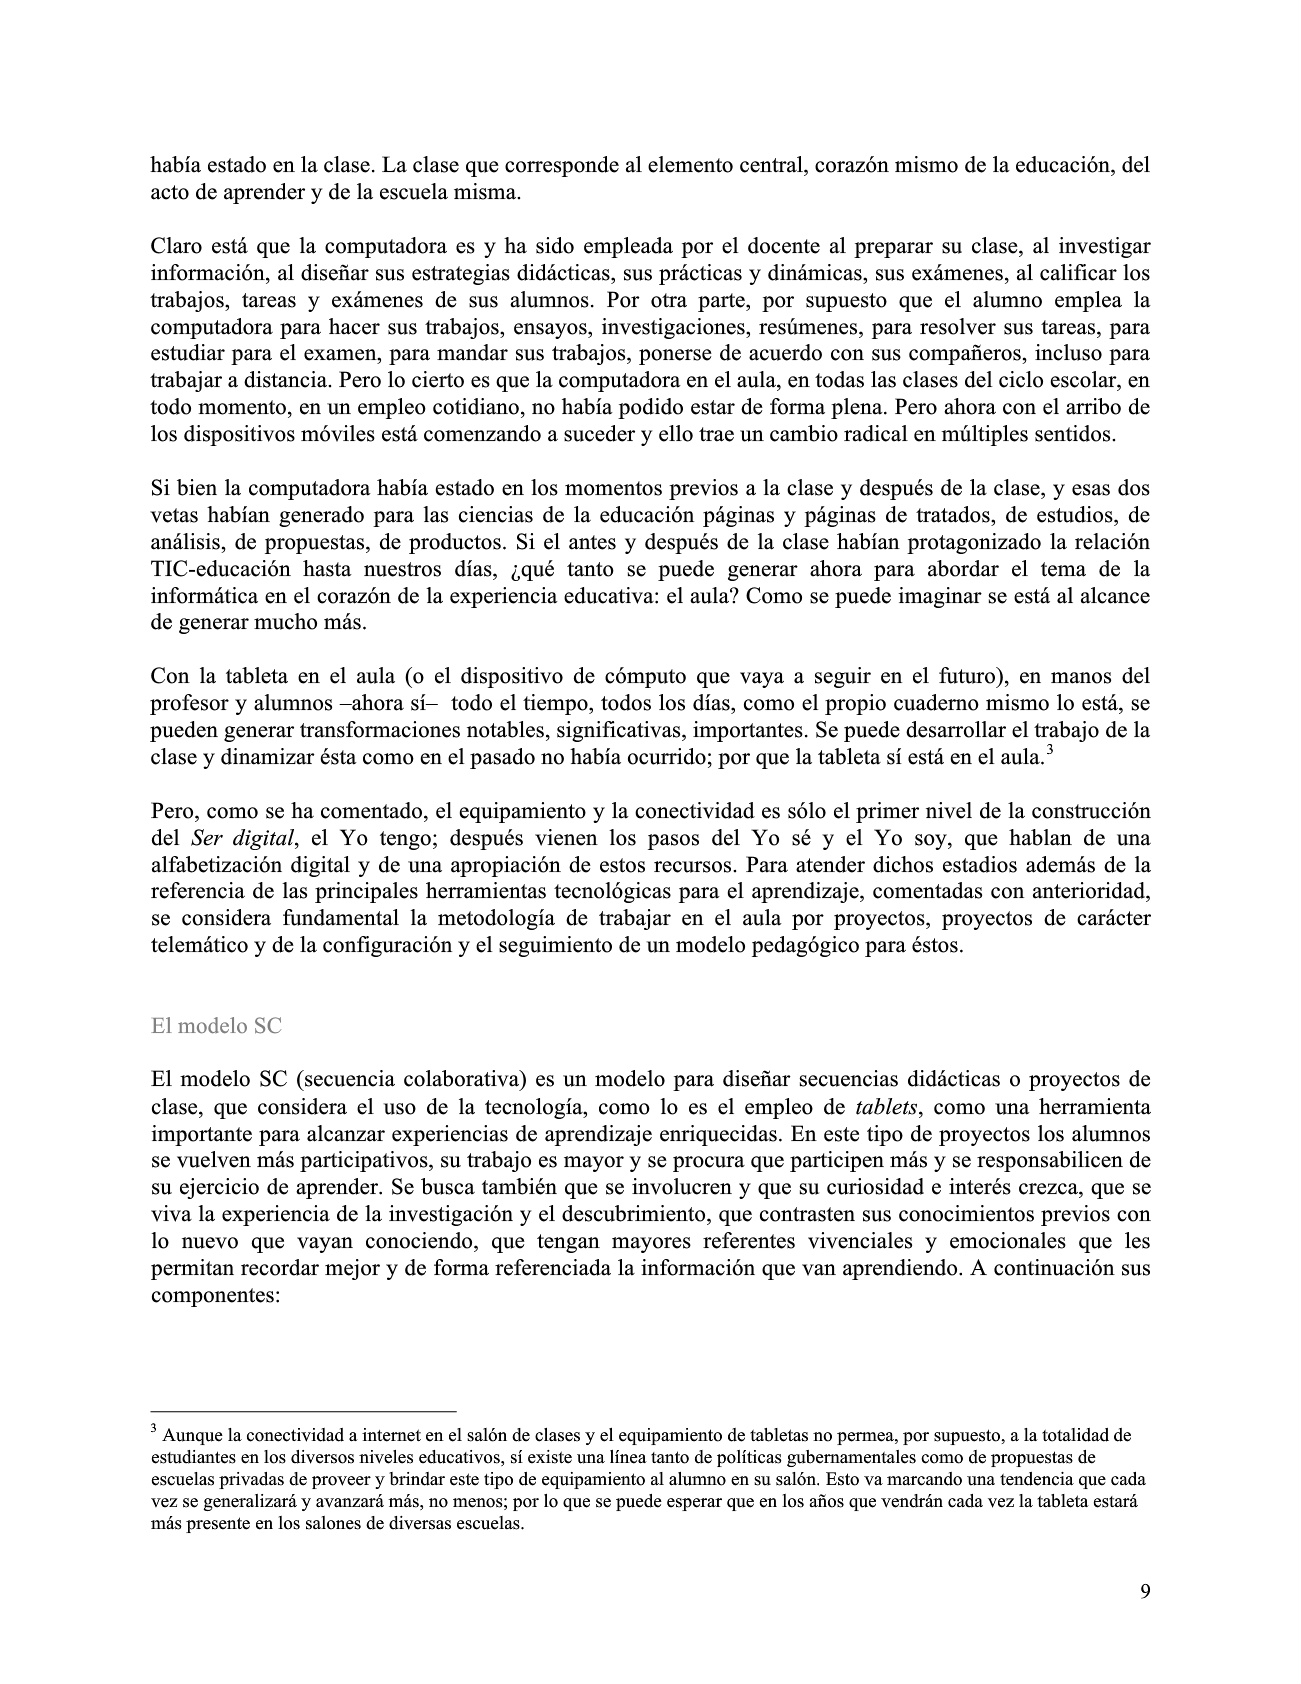 había estado en la clase. La clase que corresponde al elemento central, corazón mismo de la educación, del
acto de aprender y de la escuela misma.
Claro está que la computadora es y ha sido empleada por el docente al preparar su clase, al investigar
información, al diseñar sus estrategias didácticas, sus prácticas y dinámicas, sus exámenes, al calificar los
trabajos, tareas y exámenes de sus alumnos. Por otra parte, por supuesto que el alumno emplea la
computadora para hacer sus trabajos, ensayos, investigaciones, resúmenes, para resolver sus tareas, para
estudiar para el examen, para mandar sus trabajos, ponerse de acuerdo con sus compañeros, incluso para
trabajar a distancia. Pero lo cierto es que la computadora en el aula, en todas las clases del ciclo escolar, en
todo momento, en un empleo cotidiano, no había podido estar de forma plena. Pero ahora con el arribo de
los dispositivos móviles está comenzando a suceder y ello trae un cambio radical en múltiples sentidos.
Si bien la computadora había estado en los momentos previos a la clase y después de la clase, y esas dos
vetas habían generado para las ciencias de la educación páginas y páginas de tratados, de estudios, de
análisis, de propuestas, de productos. Si el antes y después de la clase habían protagonizado la relación
TIC-educación hasta nuestros días, ¿qué tanto se puede generar ahora para abordar el tema de la
informática en el corazón de la experiencia educativa: el aula? Como se puede imaginar se está al alcance
de generar mucho más.
Con la tableta en el aula (o el dispositivo de cómputo que vaya a seguir en el futuro), en manos del
profesor y alumnos –ahora sí– todo el tiempo, todos los días, como el propio cuaderno mismo lo está, se
pueden generar transformaciones notables, significativas, importantes. Se puede desarrollar el trabajo de la
clase y dinamizar ésta como en el pasado no había ocurrido; por que la tableta sí está en el aula.3
Pero, como se ha comentado, el equipamiento y la conectividad es sólo el primer nivel de la construcción
del Ser digital, el Yo tengo; después vienen los pasos del Yo sé y el Yo soy, que hablan de una
alfabetización digital y de una apropiación de estos recursos. Para atender dichos estadios además de la
referencia de las principales herramientas tecnológicas para el aprendizaje, comentadas con anterioridad,
se considera fundamental la metodología de trabajar en el aula por proyectos, proyectos de carácter
telemático y de la configuración y el seguimiento de un modelo pedagógico para éstos.
El modelo SC
El modelo SC (secuencia colaborativa) es un modelo para diseñar secuencias didácticas o proyectos de
clase, que considera el uso de la tecnología, como lo es el empleo de tablets, como una herramienta
importante para alcanzar experiencias de aprendizaje enriquecidas. En este tipo de proyectos los alumnos
se vuelven más participativos, su trabajo es mayor y se procura que participen más y se responsabilicen de
su ejercicio de aprender. Se busca también que se involucren y que su curiosidad e interés crezca, que se
viva la experiencia de la investigación y el descubrimiento, que contrasten sus conocimientos previos con
lo nuevo que vayan conociendo, que tengan mayores referentes vivenciales y emocionales que les
permitan recordar mejor y de forma referenciada la información que van aprendiendo. A continuación sus
componentes:
3 Aunque la conectividad a internet en el salón de clases y el equipamiento de tabletas no permea, por supuesto, a la totalidad de
estudiantes en los diversos niveles educativos, sí existe una línea tanto de políticas gubernamentales como de propuestas de
escuelas privadas de proveer y brindar este tipo de equipamiento al alumno en su salón. Esto va marcando una tendencia que cada
vez se generalizará y avanzará más, no menos; por lo que se puede esperar que en los años que vendrán cada vez la tableta estará
más presente en los salones de diversas escuelas.
9